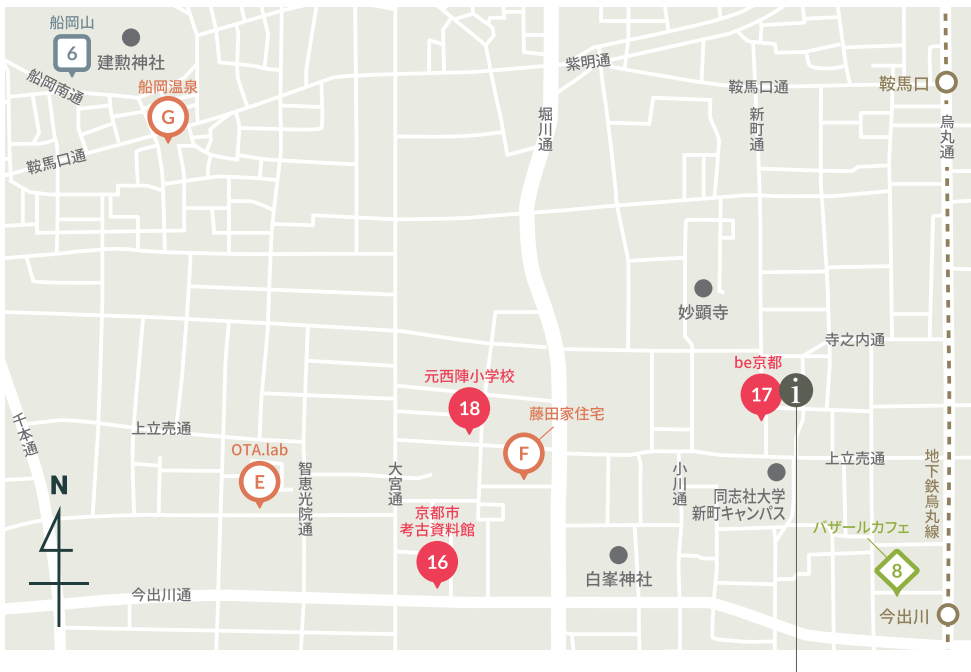 船岡山
6
建勲神社
船岡南通
船岡温泉
G
鞍馬口通
紫明通
堀川通
鞍馬口通
新町通
鞍馬口
烏丸通
妙顕寺
寺之内通
be京都
17
i
元西陣小学校
18
藤田家住宅
F
千本通
上立売通
OTA.lab
E
智恵光院通
大宮通
小川通
上立売通
同志社大学
新町キャンパス
地下鉄烏丸線
京都市
考古資料館
16
バザールカフェ
8
白峯神社
N
今出川通
今出川